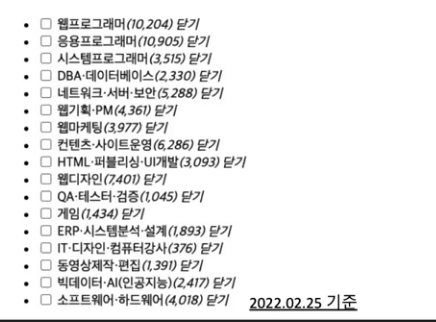 웹프로그래머(10,204) 닫기
응용프로그래머(10,905) 닫기
시스템프로그래머(3,515) 닫기
DBA·데이터베이스(2,330) 닫기
네트워크·서버·보안(5,288) 닫기
웹기획·PM(4,361) 닫기
웹마케팅(3,977) 닫기
컨텐츠·사이트운영(6,286) 닫기
HTML·퍼블리싱·UI개발(3,093) 닫기
웹디자인(7,401) 닫기
QA·테스터·검증(1,045) 닫기
게임(1,434) 닫기
ERP·시스템분석·설계(1,893) 닫기
IT·디자인·컴퓨터강사(376) 닫기
동영상제작·편집(1,391) 닫기
빅데이터·AI(인공지능)(2,417) 닫기
소프트웨어·하드웨어(4,018) 닫기 2022.02.25 기준